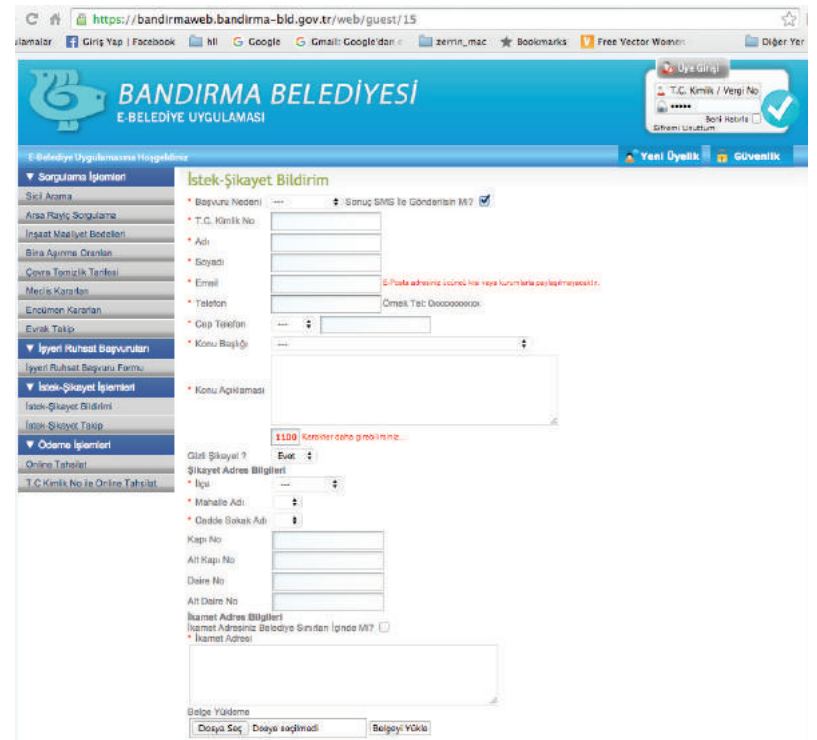 https://bandirmaweb.bandirma-bld.gov.tr/web/guest/15
ulamalar Giriş Yap | Facebook hll Google Gmail: Google'dan e zerrin_mac Bookmarks Free Vector Women: Diğer Yer
BANDIRMA BELEDİYESİ
E-BELEDİYE UYGULAMASI
Üye Girişi
T.C. Kimlik / Vergi No
•••••
Beni Hatırla
Şifremi Unuttum
E-Belediye Uygulamasına Hoşgeldiniz
Yeni Üyelik Güvenlik
▼ Sorgulama İşlemleri
Sicil Arama
Arsa Rayiç Sorgulama
İnşaat Maaliyet Bedelleri
Bina Aşınma Oranları
Çevre Temizlik Tarifesi
Meclis Kararları
Encümen Kararları
Evrak Takip
▼ İşyeri Ruhsat Başvuruları
İşyeri Ruhsat Başvuru Formu
▼ İstek-Şikayet İşlemleri
İstek-Şikayet Bildirimi
İstek-Şikayet Takip
▼ Ödeme İşlemleri
Online Tahsilat
T.C Kimlik No ile Online Tahsilat
İstek-Şikayet Bildirim
* Başvuru Nedeni --- Sonuç SMS İle Gönderilsin Mi?
* T.C. Kimlik No
* Adı
* Soyadı
* Email E-Posta adresiniz üçüncü kişi veya kurumlarla paylaşılmayacaktır.
* Telefon Örnek Tel:
* Cep Telefon ---
* Konu Başlığı ---
* Konu Açıklaması
1100 Karakter daha girebilirsiniz...
Gizli Şikayet ? Evet
Şikayet Adres Bilgileri
* İlçe ---
* Mahalle Adı
* Cadde Sokak Adı
Kapı No
Alt Kapı No
Daire No
Alt Daire No
İkamet Adres Bilgileri
İkamet Adresiniz Belediye Sınırları İçinde Mi?
* İkamet Adresi
Belge Yükleme
Dosya Seç Dosya seçilmedi Belgeyi Yükle